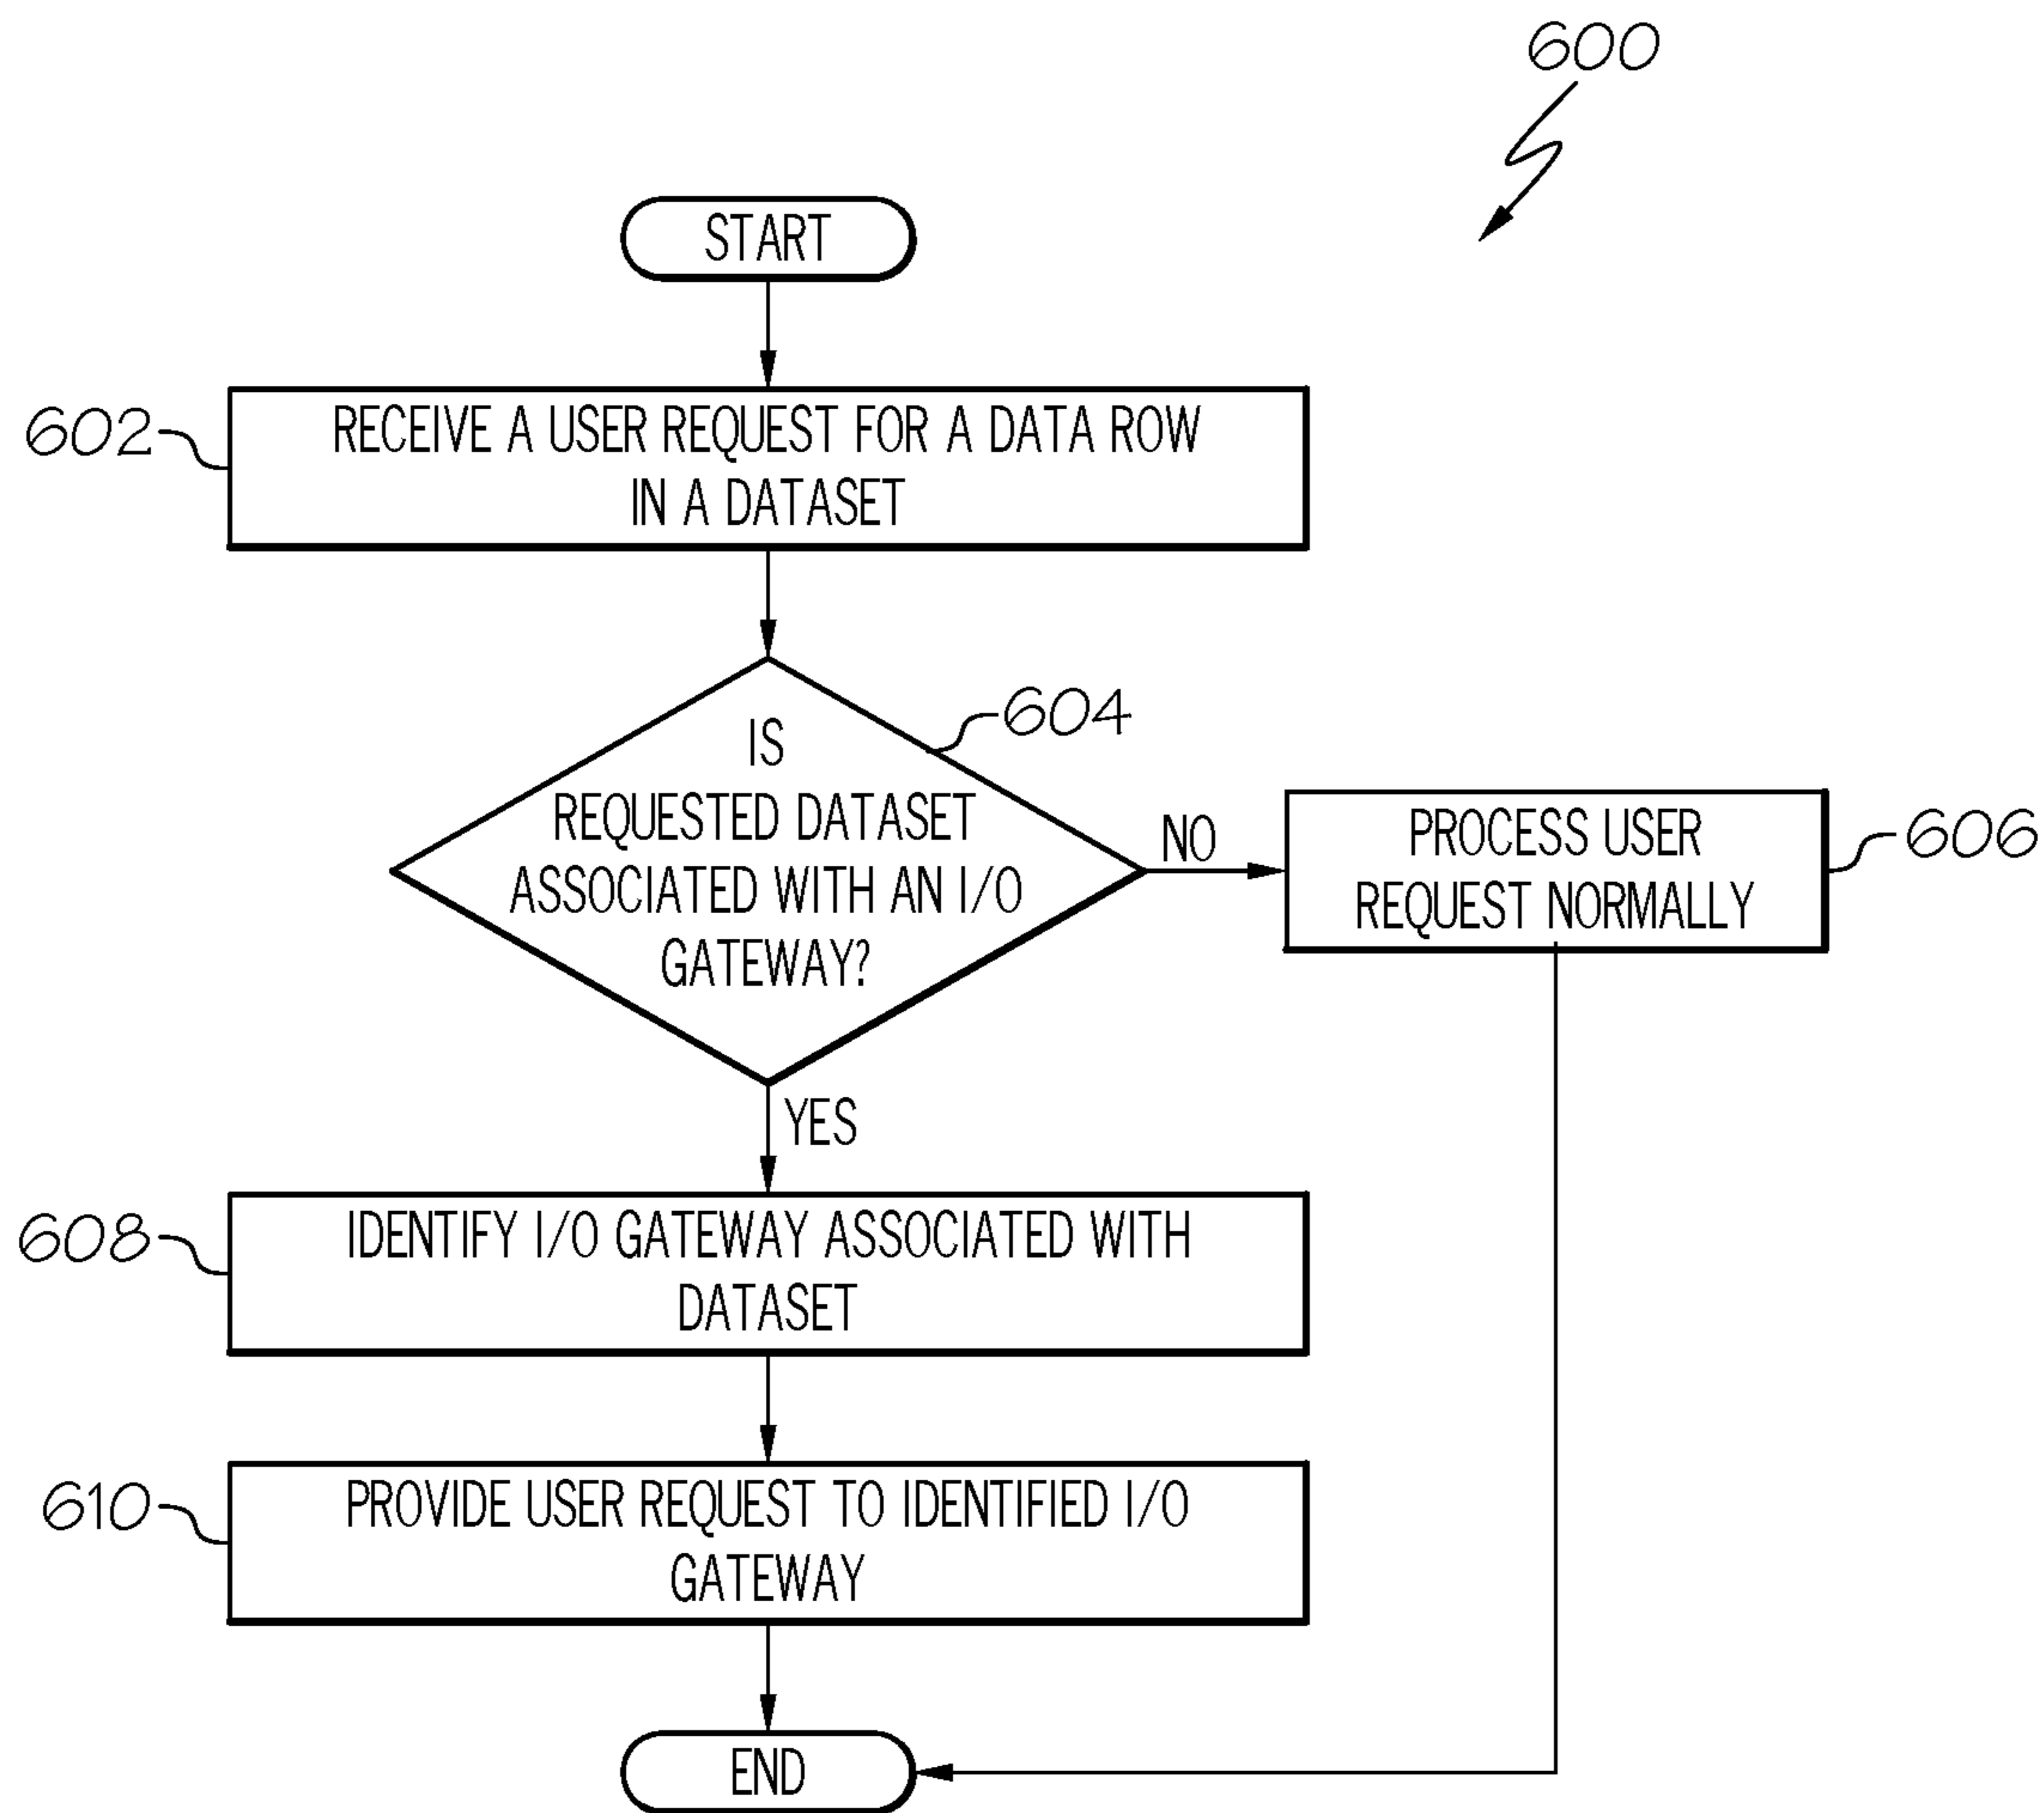 600
START
602
RECEIVE A USER REQUEST FOR A DATA ROW
IN A DATASET
604
IS
REQUESTED DATASET
ASSOCIATED WITH AN I/O
GATEWAY?
NO
PROCESS USER
REQUEST NORMALLY
606
YES
608
IDENTIFY I/O GATEWAY ASSOCIATED WITH
DATASET
610
PROVIDE USER REQUEST TO IDENTIFIED I/O
GATEWAY
END